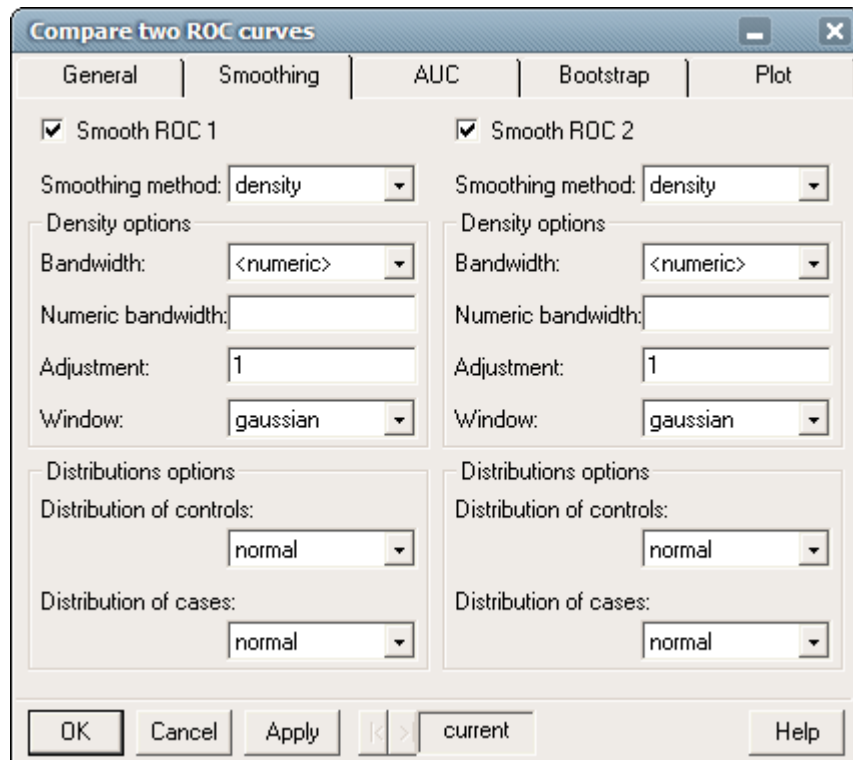 Compare two ROC curves
General Smoothing AUC Bootstrap Plot
Smooth ROC 1 Smooth ROC 2
Smoothing method: density Smoothing method: density
Density options Density options
Bandwidth: <numeric> Bandwidth: <numeric>
Numeric bandwidth: Numeric bandwidth:
Adjustment: 1 Adjustment: 1
Window: gaussian Window: gaussian
Distributions options Distributions options
Distribution of controls: Distribution of controls:
normal normal
Distribution of cases: Distribution of cases:
normal normal
OK Cancel Apply |< >| current Help